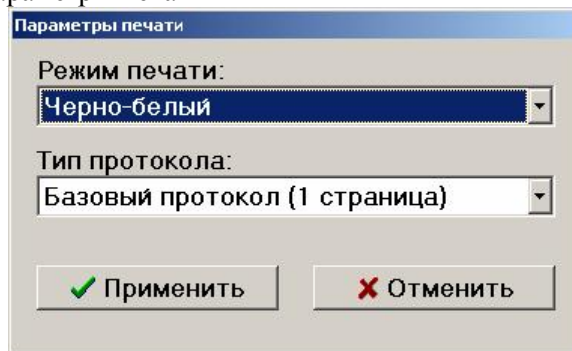 Параметры печати
Режим печати:
Черно-белый
Тип протокола:
Базовый протокол (1 страница)
Применить
Отменить